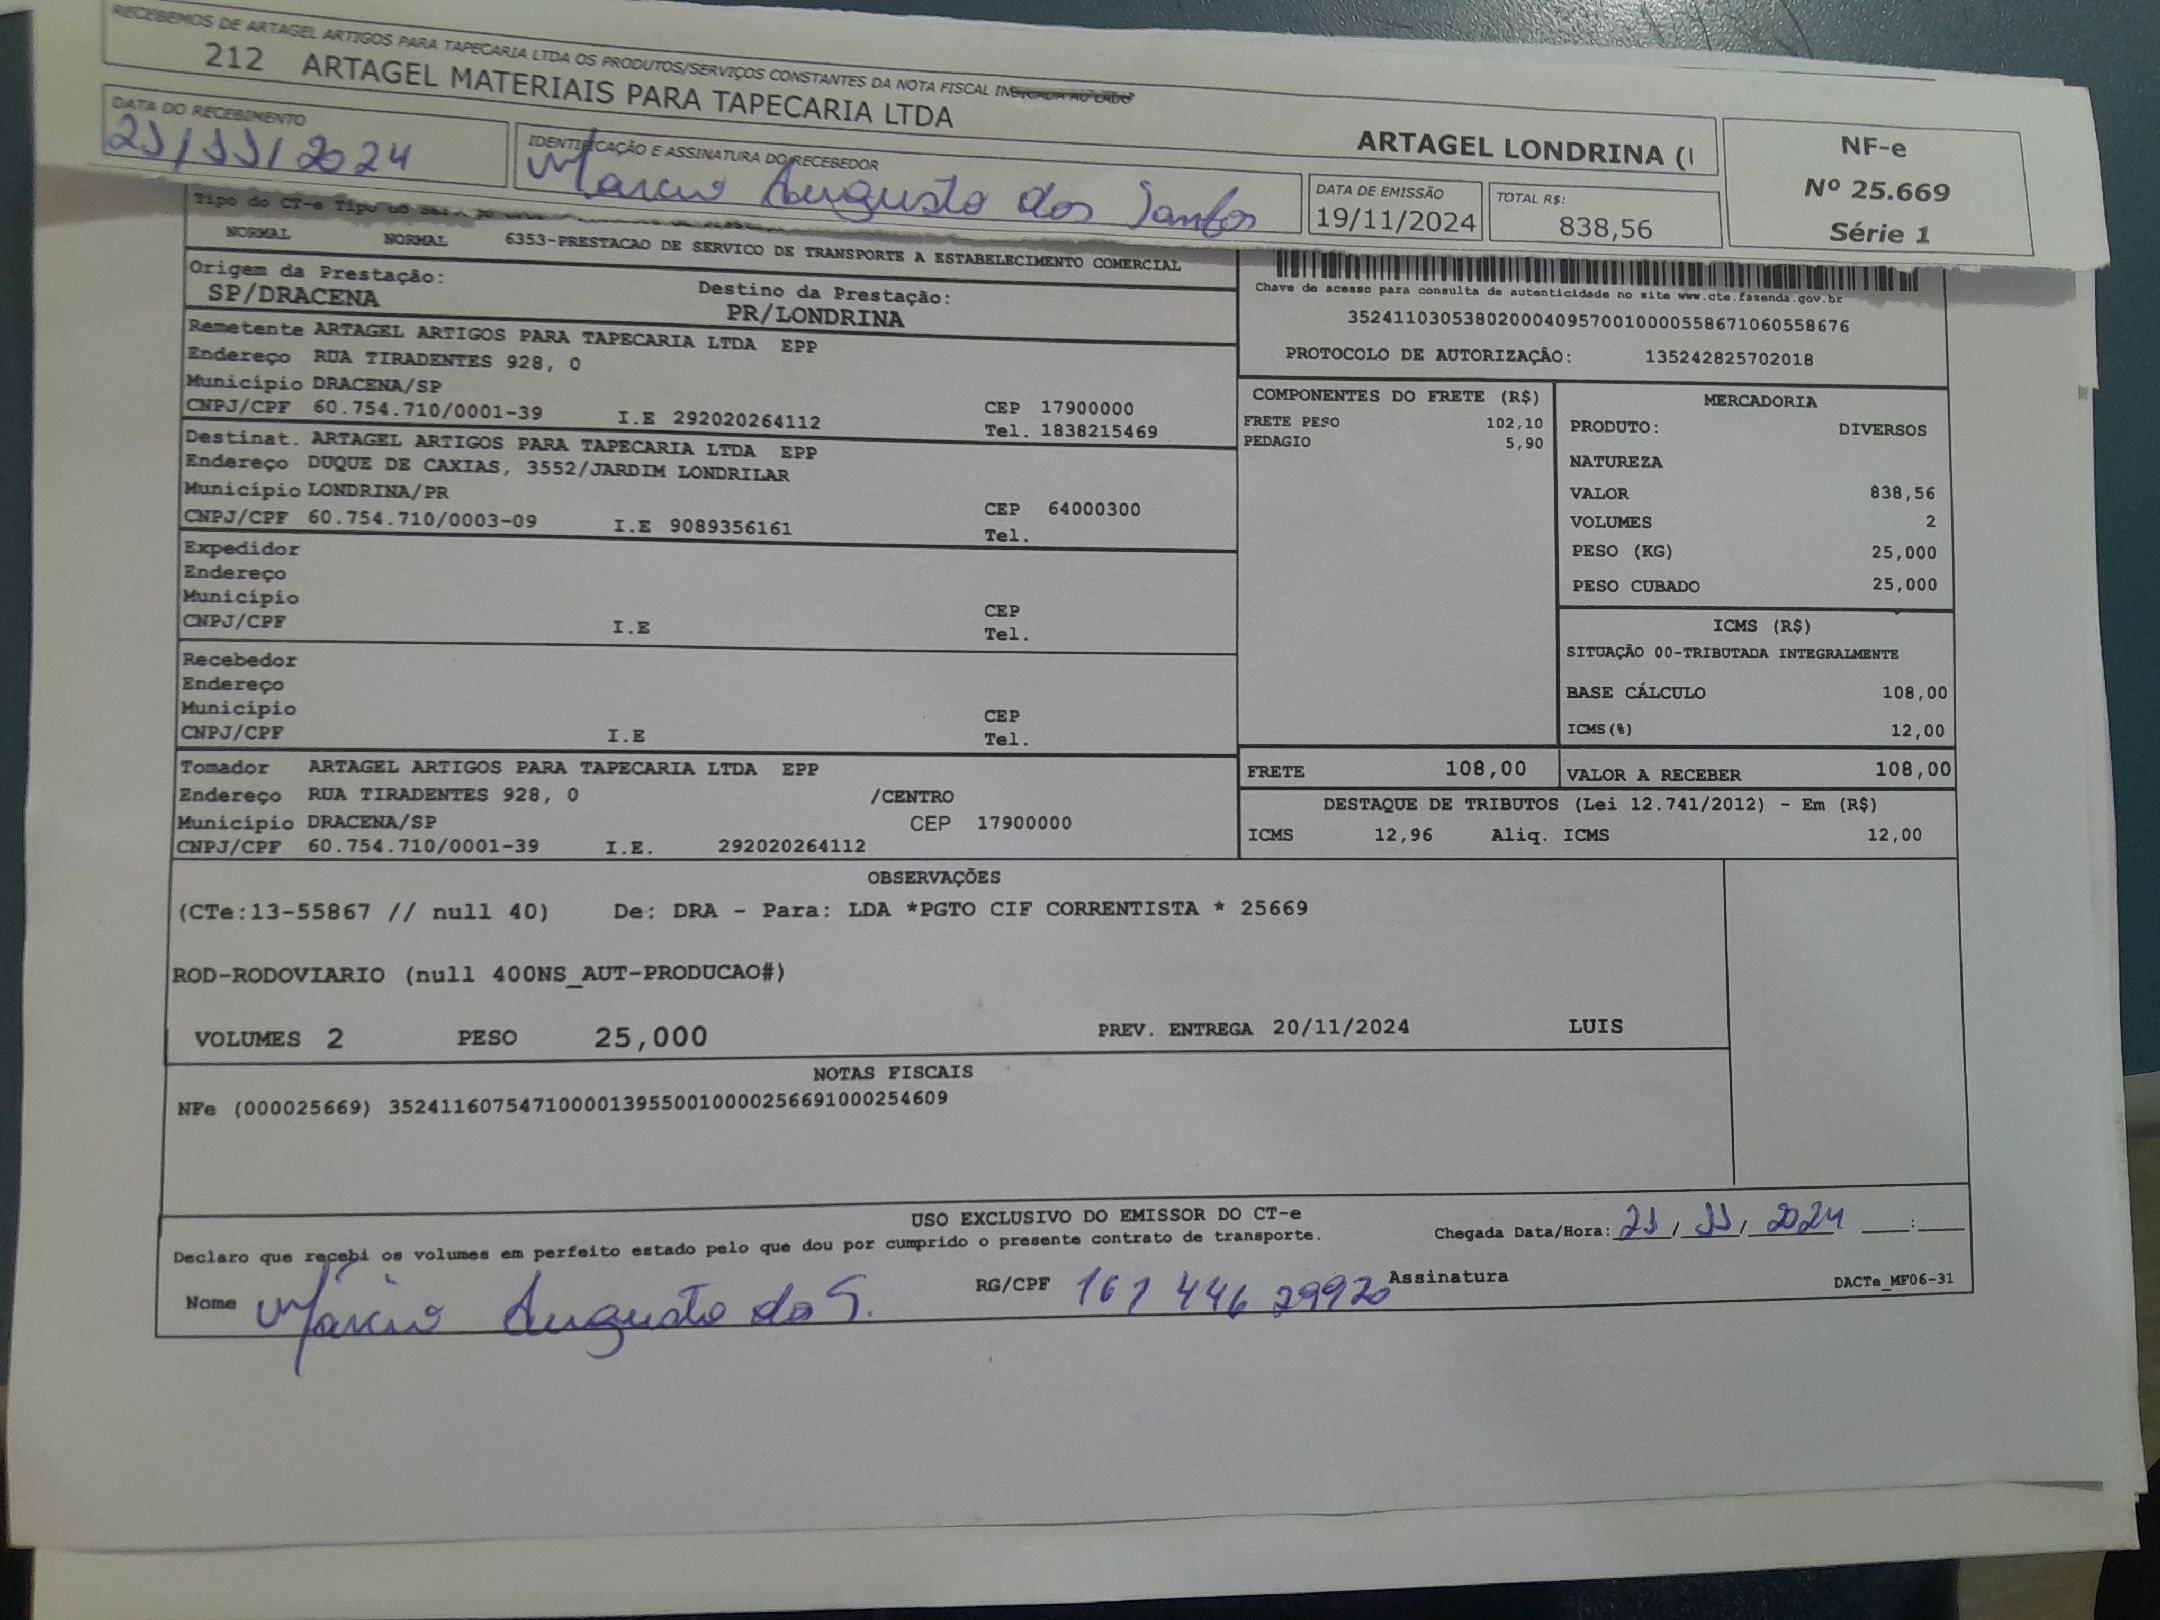 RECEBEMOS DE ARTAGEL ARTIGOS PARA TAPECARIA LTDA OS PRODUTOS/SERVIÇOS CONSTANTES DA NOTA FISCAL INDICADA AO LADO
212 ARTAGEL MATERIAIS PARA TAPECARIA LTDA
ARTAGEL LONDRINA (
NF-e
Nº 25.669
Série 1
DATA DO RECEBIMENTO
21/11/2024
IDENTIFICAÇÃO E ASSINATURA DO RECEBEDOR
Marcio Augusto dos Santos
DATA DE EMISSÃO
19/11/2024
TOTAL R$:
838,56
Tipo do CT-e
NORMAL NORMAL 6353-PRESTACAO DE SERVICO DE TRANSPORTE A ESTABELECIMENTO COMERCIAL
Origem da Prestação: Destino da Prestação:
SP/DRACENA PR/LONDRINA
Chave de acesso para consulta de autenticidade no site www.cte.fazenda.gov.br
35241103053802000409570010000558671060558676
PROTOCOLO DE AUTORIZAÇÃO: 135242825702018
Remetente ARTAGEL ARTIGOS PARA TAPECARIA LTDA EPP
Endereço RUA TIRADENTES 928, 0
Município DRACENA/SP CEP 17900000
CNPJ/CPF 60.754.710/0001-39 I.E 292020264112 Tel. 1838215469
Destinat. ARTAGEL ARTIGOS PARA TAPECARIA LTDA EPP
Endereço DUQUE DE CAXIAS, 3552/JARDIM LONDRILAR
Município LONDRINA/PR CEP 64000300
CNPJ/CPF 60.754.710/0003-09 I.E 9089356161 Tel.
Expedidor
Endereço
Município CEP
CNPJ/CPF I.E Tel.
Recebedor
Endereço
Município CEP
CNPJ/CPF I.E Tel.
Tomador ARTAGEL ARTIGOS PARA TAPECARIA LTDA EPP
Endereço RUA TIRADENTES 928, 0 /CENTRO
Município DRACENA/SP CEP 17900000
CNPJ/CPF 60.754.710/0001-39 I.E. 292020264112
COMPONENTES DO FRETE (R$)
FRETE PESO 102,10
PEDAGIO 5,90
MERCADORIA
PRODUTO: DIVERSOS
NATUREZA
VALOR 838,56
VOLUMES 2
PESO (KG) 25,000
PESO CUBADO 25,000
ICMS (R$)
SITUAÇÃO 00-TRIBUTADA INTEGRALMENTE
BASE CÁLCULO 108,00
ICMS(%) 12,00
FRETE 108,00 VALOR A RECEBER 108,00
DESTAQUE DE TRIBUTOS (Lei 12.741/2012) - Em (R$)
ICMS 12,96 Aliq. ICMS 12,00
OBSERVAÇÕES
(CTe:13-55867 // null 40) De: DRA - Para: LDA *PGTO CIF CORRENTISTA * 25669
ROD-RODOVIARIO (null 400NS_AUT-PRODUCAO#)
VOLUMES 2 PESO 25,000 PREV. ENTREGA 20/11/2024 LUIS
NOTAS FISCAIS
NFe (000025669) 35241160754710000139550010000256691000254609
USO EXCLUSIVO DO EMISSOR DO CT-e
Declaro que recebi os volumes em perfeito estado pelo que dou por cumprido o presente contrato de transporte.
Chegada Data/Hora: 21/11/2024 ___:___
Nome Márcio Augusto do S. RG/CPF 167 446 29920 Assinatura
DACTe_MF06-31